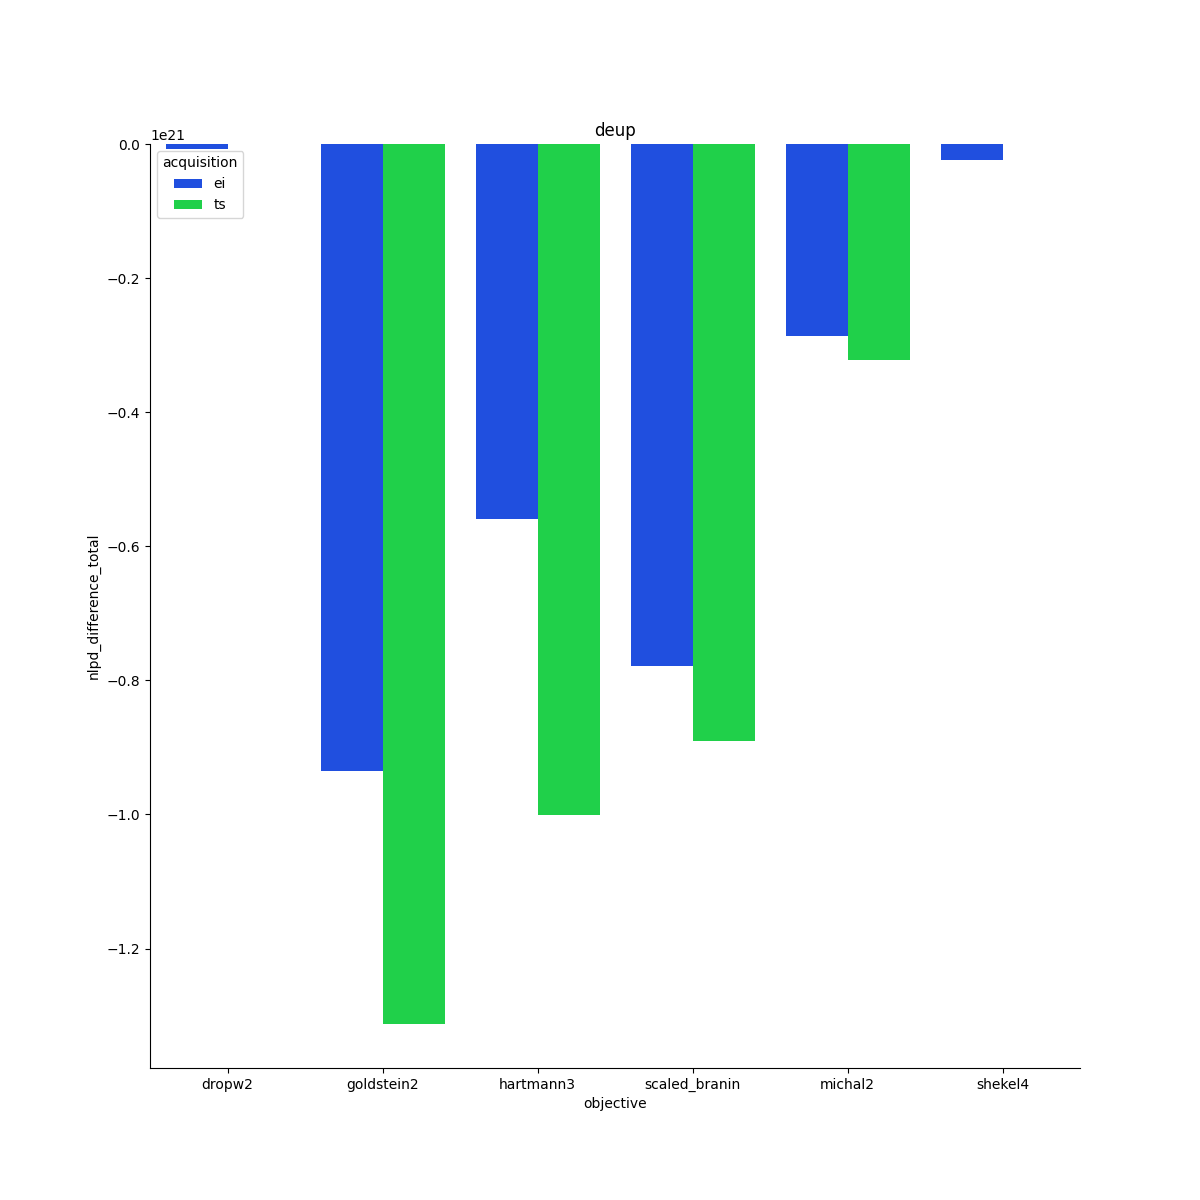 deup
1e21
0.0
−0.2
−0.4
−0.6
−0.8
−1.0
−1.2
nlpd_difference_total
acquisition
ei
ts
dropw2
goldstein2
hartmann3
scaled_branin
michal2
shekel4
objective